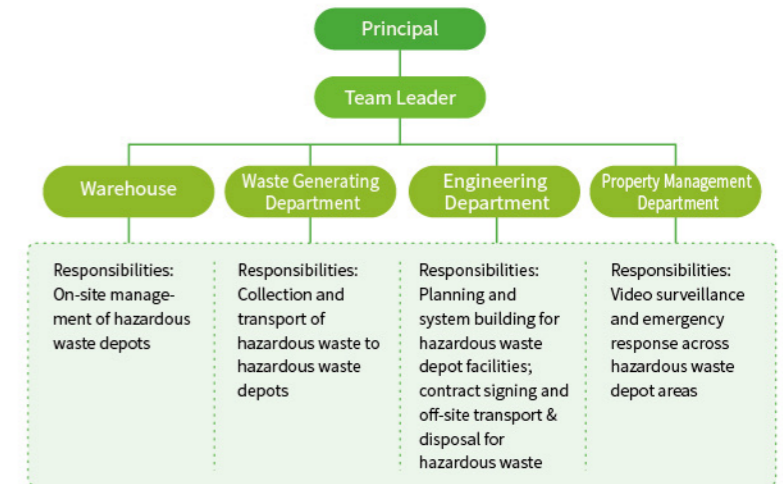 Principal
Team Leader
Warehouse
Waste Generating
Department
Engineering
Department
Property Management
Department
Responsibilities:
On-site manage-
ment of hazardous
waste depots
Responsibilities:
Collection and
transport of
hazardous waste to
hazardous waste
depots
Responsibilities:
Planning and
system building for
hazardous waste
depot facilities;
contract signing and
off-site transport &
disposal for
hazardous waste
Responsibilities:
Video surveillance
and emergency
response across
hazardous waste
depot areas